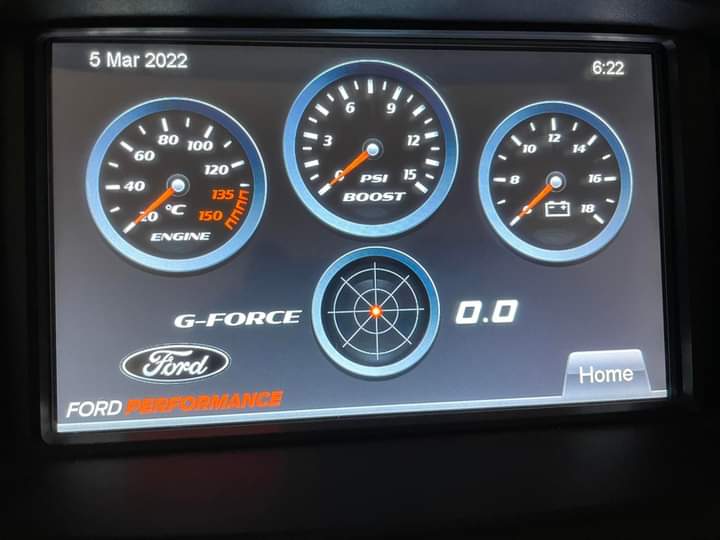 5 Mar 2022
6:22
20 40 60 80 100 120 135 150
°C
ENGINE
0 3 6 9 12 15
PSI
BOOST
6 8 10 12 14 16 18
- +
G-FORCE
0.0
Ford
FORD PERFORMANCE
Home